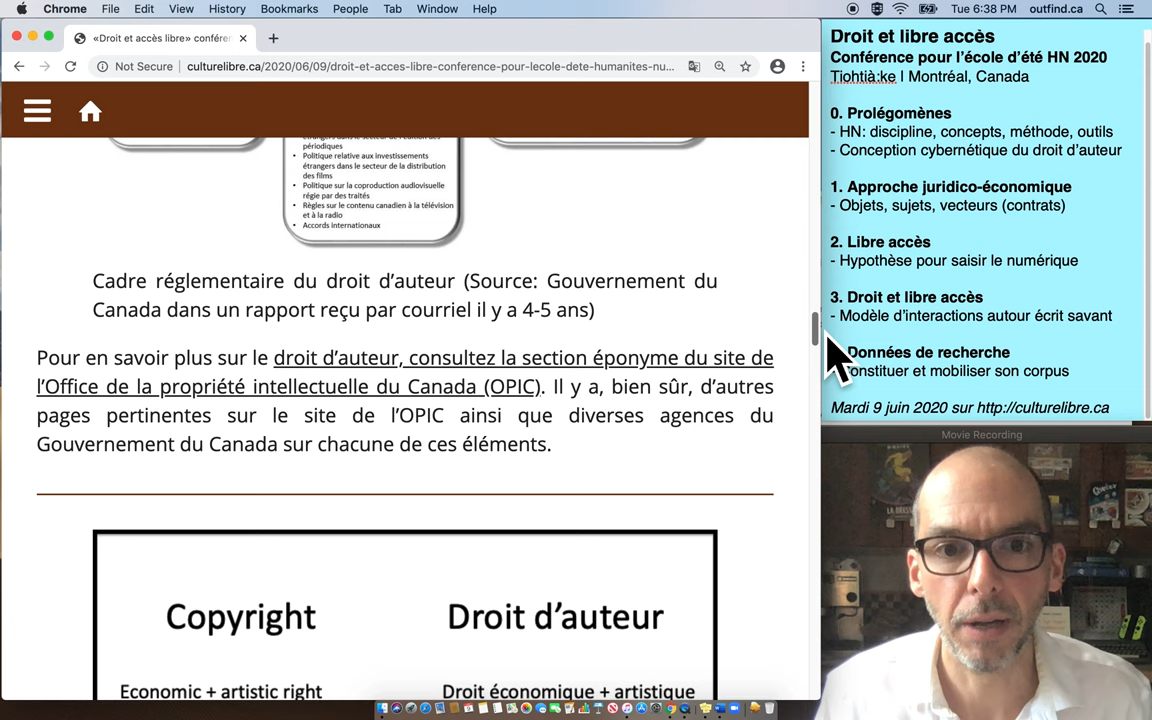 Chrome File Edit View History Bookmarks People Tab Window Help
Tue 6:38 PM outfind.ca
«Droit et accès libre» conféren
Not Secure culturelibre.ca/2020/06/09/droit-et-acces-libre-conference-pour-lecole-dete-humanites-nu...
périodiques
• Politique relative aux investissements
étrangers dans le secteur de la distribution
des films
• Politique sur la coproduction audiovisuelle
régie par des traités
• Règles sur le contenu canadien à la télévision
et à la radio
• Accords internationaux
Cadre réglementaire du droit d'auteur (Source: Gouvernement du
Canada dans un rapport reçu par courriel il y a 4-5 ans)
Pour en savoir plus sur le droit d'auteur, consultez la section éponyme du site de
l'Office de la propriété intellectuelle du Canada (OPIC). Il y a, bien sûr, d'autres
pages pertinentes sur le site de l'OPIC ainsi que diverses agences du
Gouvernement du Canada sur chacune de ces éléments.
Copyright Droit d'auteur
Economic + artistic right Droit économique + artistique
Droit et libre accès
Conférence pour l'école d'été HN 2020
Tiohtià:ke I Montréal, Canada
0. Prolégomènes
- HN: discipline, concepts, méthode, outils
- Conception cybernétique du droit d'auteur
1. Approche juridico-économique
- Objets, sujets, vecteurs (contrats)
2. Libre accès
- Hypothèse pour saisir le numérique
3. Droit et libre accès
- Modèle d'interactions autour écrit savant
Données de recherche
onstituer et mobiliser son corpus
Mardi 9 juin 2020 sur http://culturelibre.ca
Movie Recording